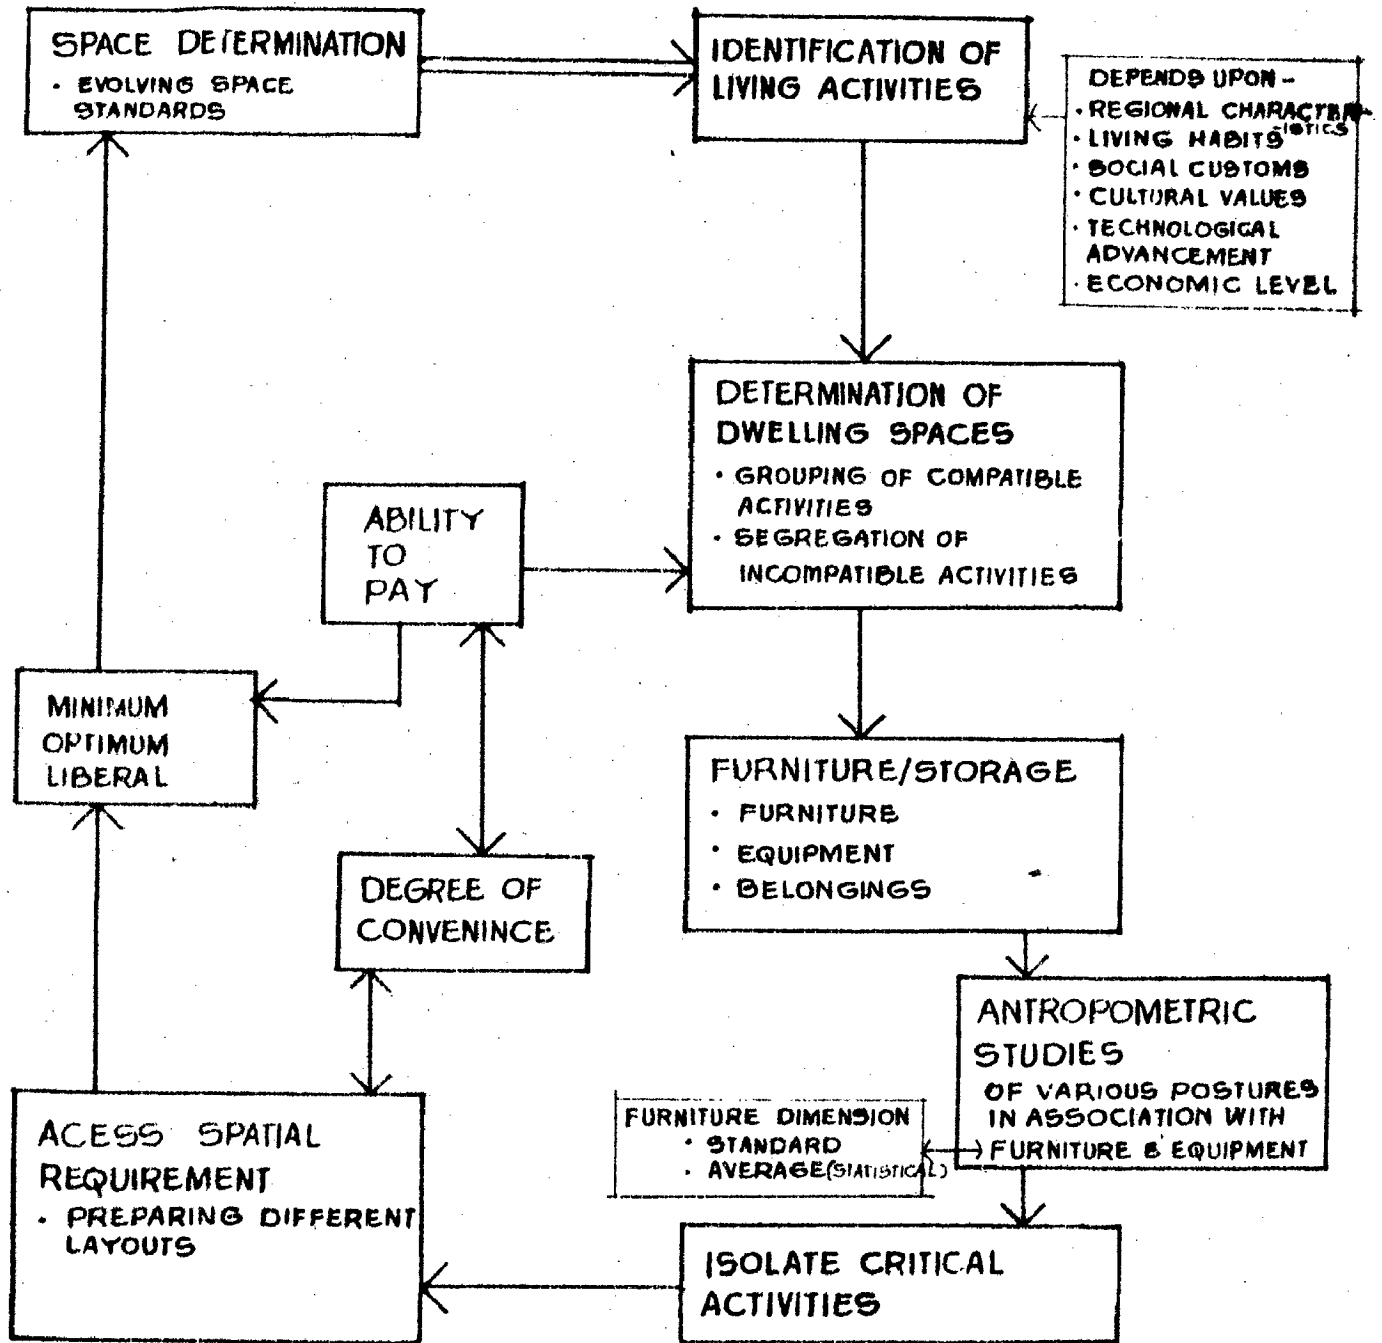 SPACE DETERMINATION
· EVOLVING SPACE
STANDARDS
IDENTIFICATION OF
LIVING ACTIVITIES
DEPENDS UPON -
· REGIONAL CHARACTER-
-ISTICS
· LIVING HABITS
· SOCIAL CUSTOMS
· CULTURAL VALUES
· TECHNOLOGICAL
ADVANCEMENT
· ECONOMIC LEVEL
DETERMINATION OF
DWELLING SPACES
· GROUPING OF COMPATIBLE
ACTIVITIES
· SEGREGATION OF
INCOMPATIBLE ACTIVITIES
ABILITY
TO
PAY
MINIMUM
OPTIMUM
LIBERAL
FURNITURE/STORAGE
· FURNITURE
· EQUIPMENT
· BELONGINGS
DEGREE OF
CONVENINCE
ANTROPOMETRIC
STUDIES
OF VARIOUS POSTURES
IN ASSOCIATION WITH
FURNITURE & EQUIPMENT
FURNITURE DIMENSION
· STANDARD
· AVERAGE (STATISTICAL)
ACESS SPATIAL
REQUIREMENT
· PREPARING DIFFERENT
LAYOUTS
ISOLATE CRITICAL
ACTIVITIES